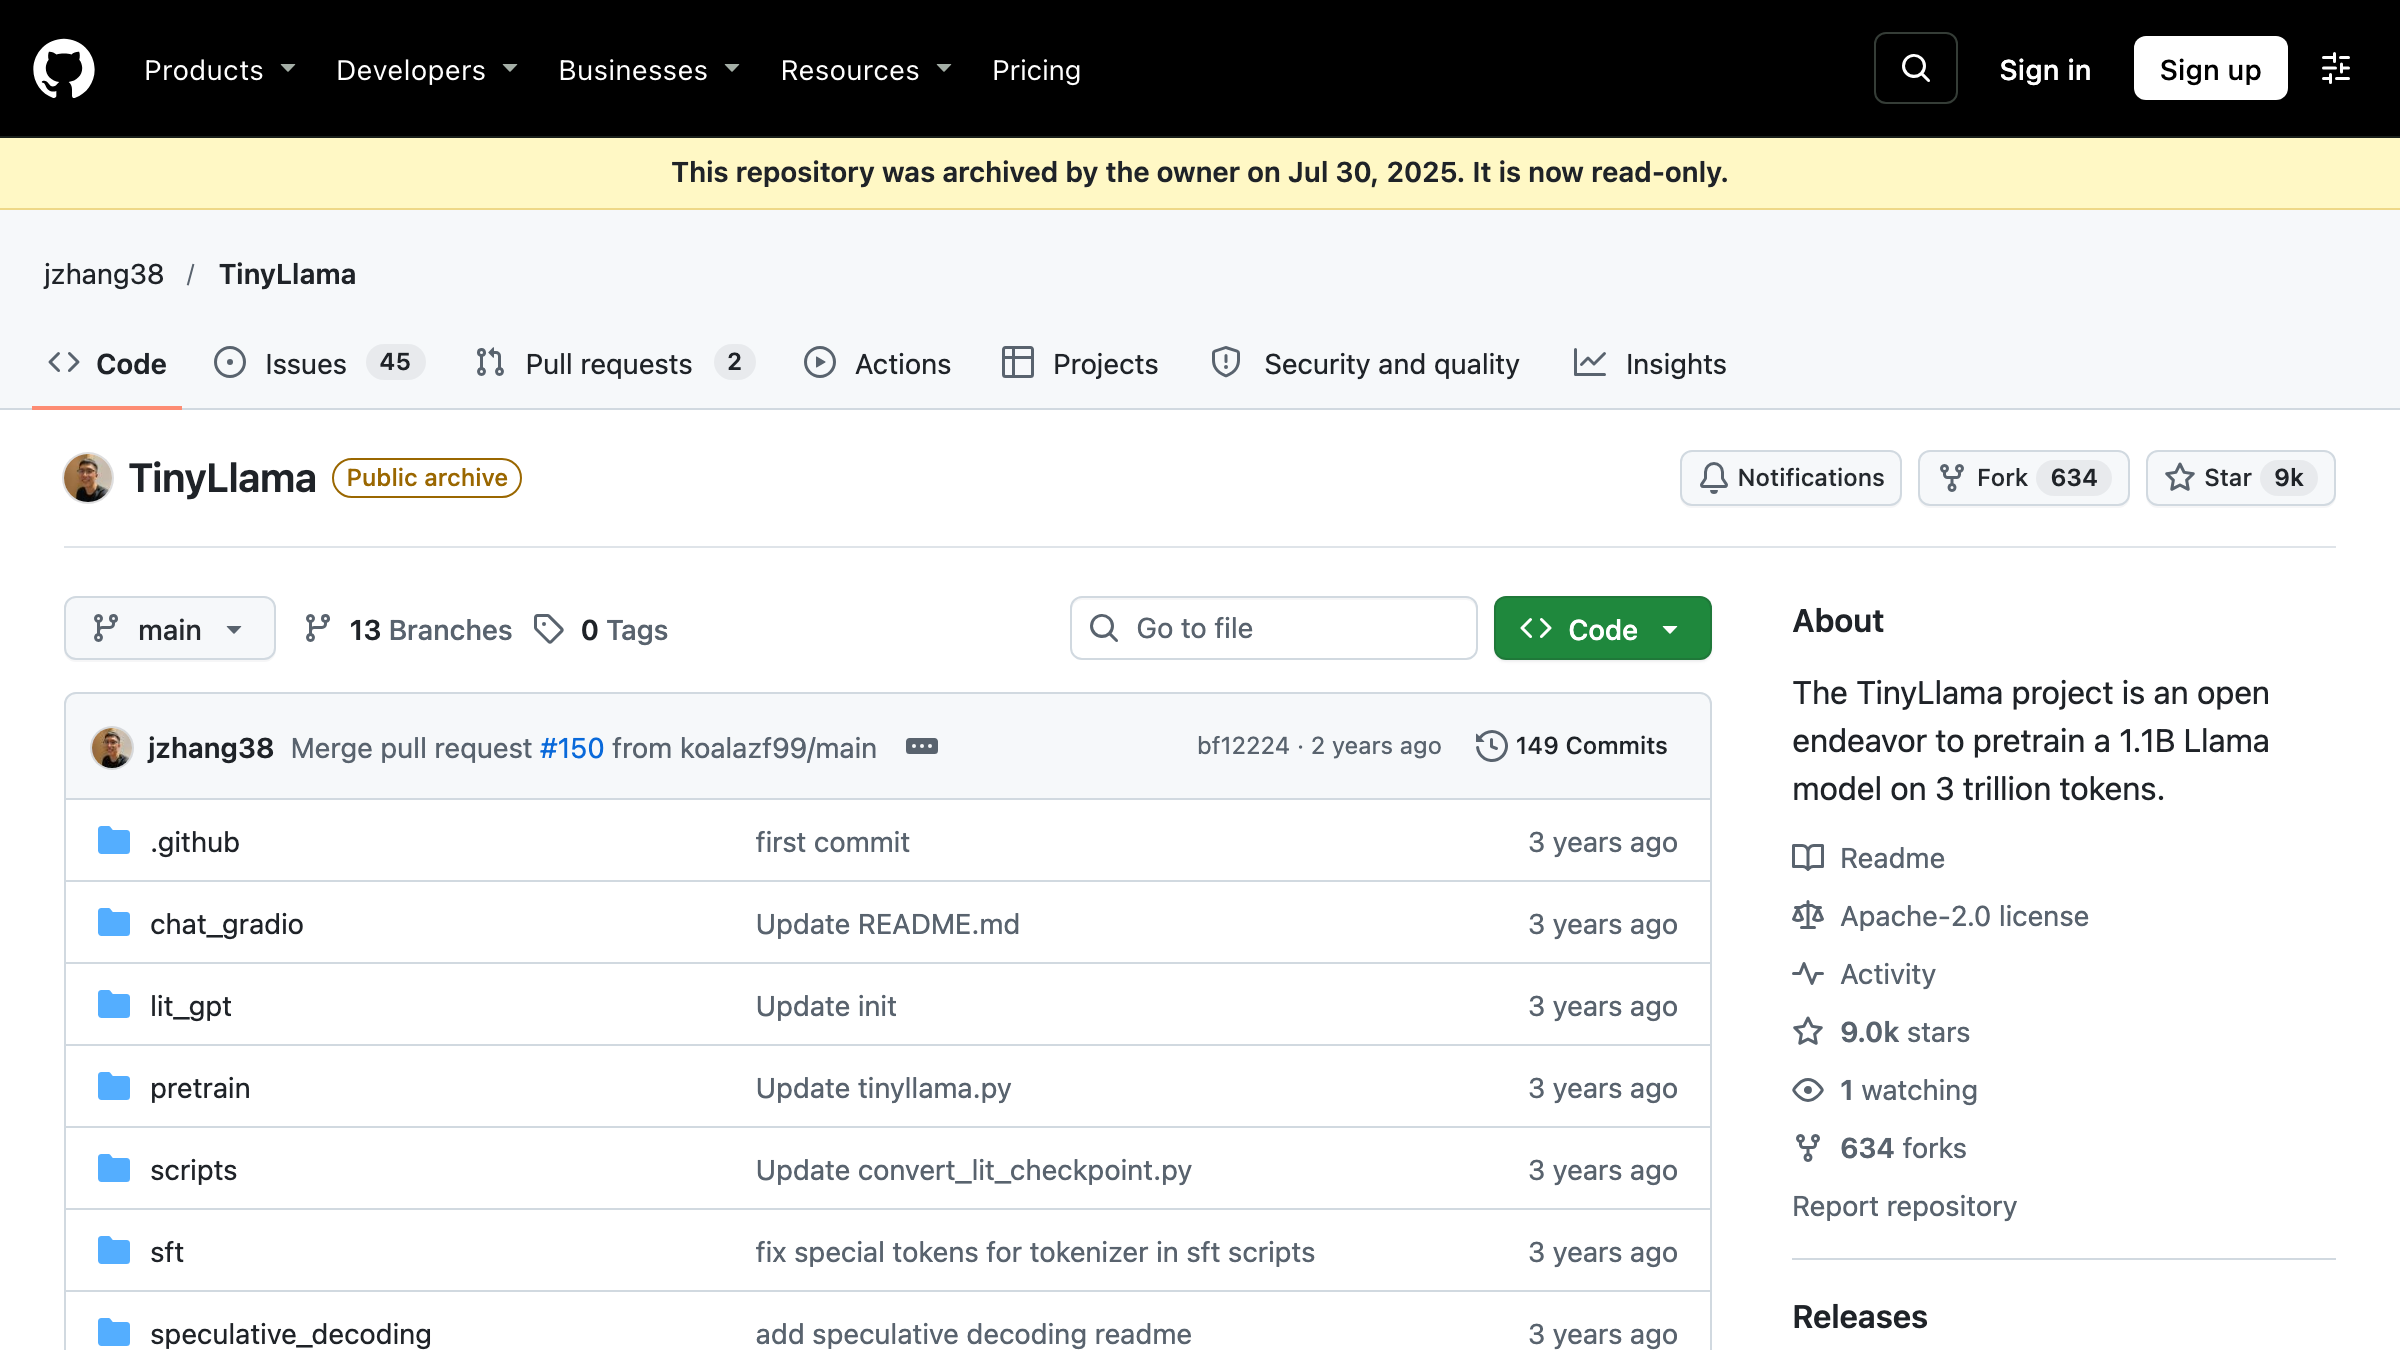 Products Developers Businesses Resources Pricing Sign in Sign up
This repository was archived by the owner on Jul 30, 2025. It is now read-only.
jzhang38 / TinyLlama
Code Issues 45 Pull requests 2 Actions Projects Security and quality Insights
TinyLlama Public archive Notifications Fork 634 Star 9k
main 13 Branches 0 Tags Go to file Code
jzhang38 Merge pull request #150 from koalazf99/main bf12224 · 2 years ago 149 Commits
.github first commit 3 years ago
chat_gradio Update README.md 3 years ago
lit_gpt Update init 3 years ago
pretrain Update tinyllama.py 3 years ago
scripts Update convert_lit_checkpoint.py 3 years ago
sft fix special tokens for tokenizer in sft scripts 3 years ago
speculative_decoding add speculative decoding readme 3 years ago
About
The TinyLlama project is an open
endeavor to pretrain a 1.1B Llama
model on 3 trillion tokens.
Readme
Apache-2.0 license
Activity
9.0k stars
1 watching
634 forks
Report repository
Releases